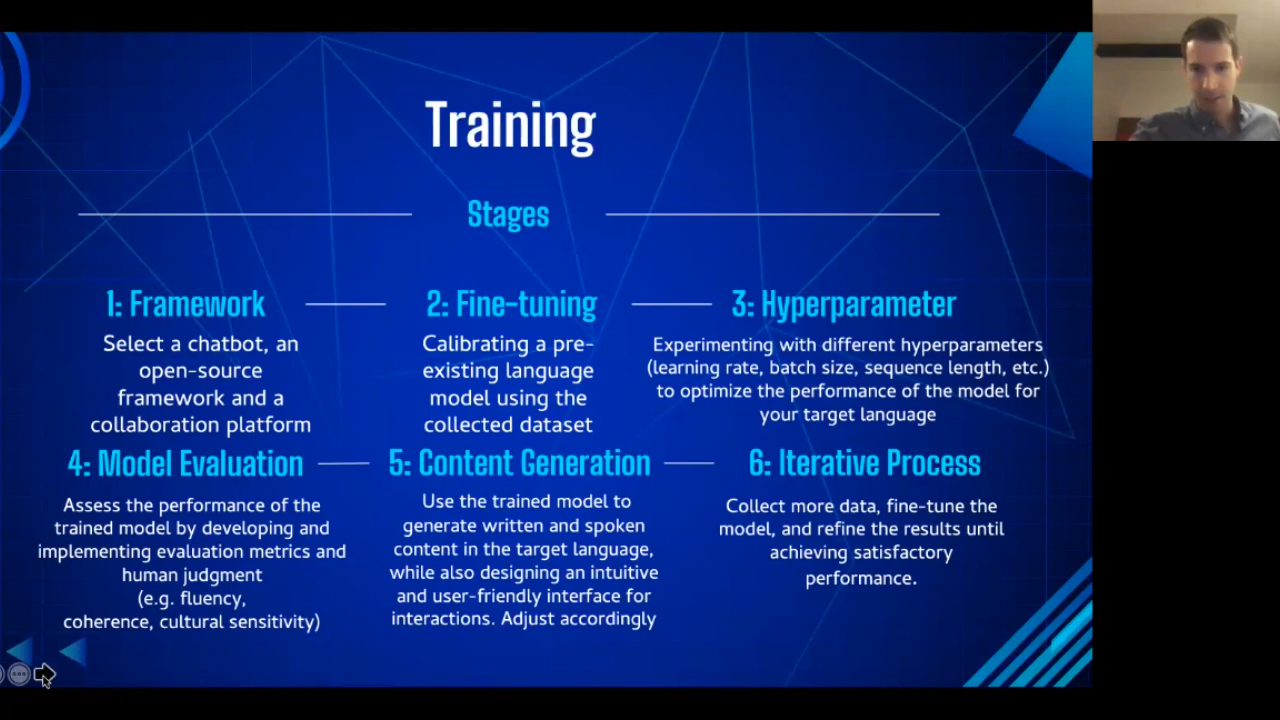 Training
Stages
1: Framework
Select a chatbot, an
open-source
framework and a
collaboration platform
2: Fine-tuning
Calibrating a pre-
existing language
model using the
collected dataset
3: Hyperparameter
Experimenting with different hyperparameters
(learning rate, batch size, sequence length, etc.)
to optimize the performance of the model for
your target language
4: Model Evaluation
Assess the performance of the
trained model by developing and
implementing evaluation metrics and
human judgment
(e.g. fluency,
coherence, cultural sensitivity)
5: Content Generation
Use the trained model to
generate written and spoken
content in the target language,
while also designing an intuitive
and user-friendly interface for
interactions. Adjust accordingly
6: Iterative Process
Collect more data, fine-tune the
model, and refine the results until
achieving satisfactory
performance.